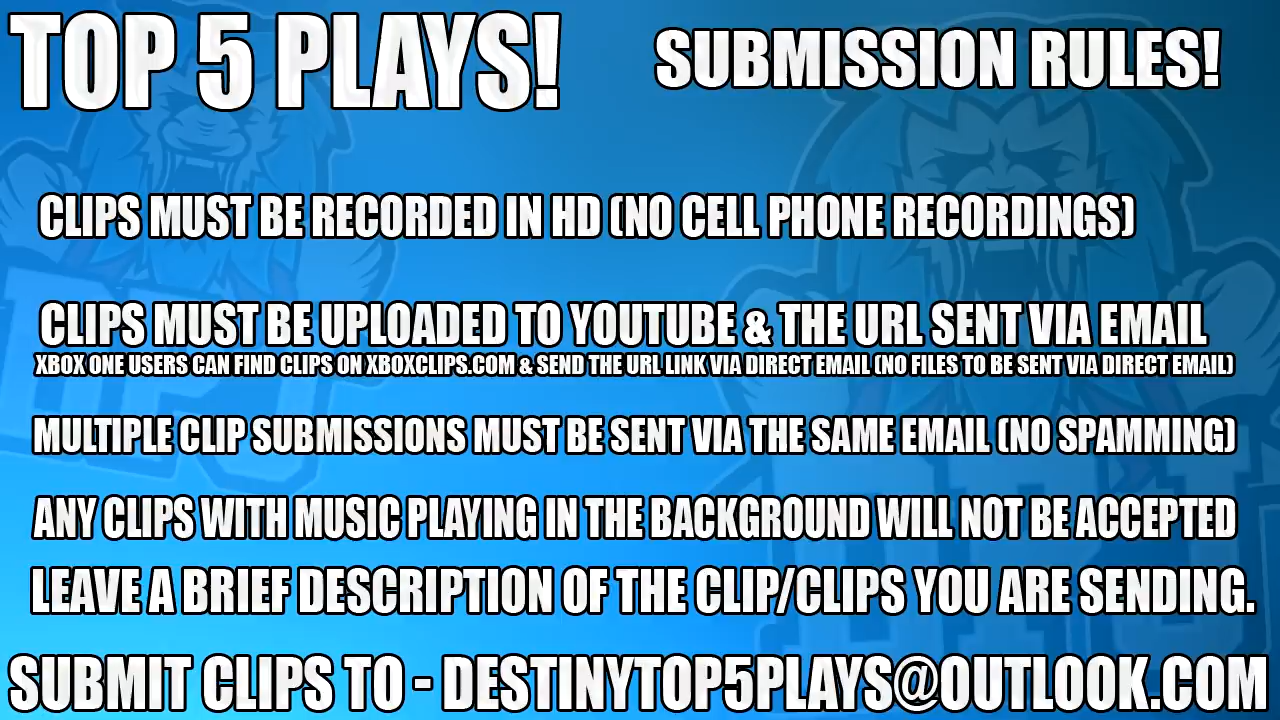 TOP 5 PLAYS!
SUBMISSION RULES!
CLIPS MUST BE RECORDED IN HD (NO CELL PHONE RECORDINGS)
CLIPS MUST BE UPLOADED TO YOUTUBE & THE URL SENT VIA EMAIL
XBOX ONE USERS CAN FIND CLIPS ON XBOXCLIPS.COM & SEND THE URL LINK VIA DIRECT EMAIL (NO FILES TO BE SENT VIA DIRECT EMAIL)
MULTIPLE CLIP SUBMISSIONS MUST BE SENT VIA THE SAME EMAIL (NO SPAMMING)
ANY CLIPS WITH MUSIC PLAYING IN THE BACKGROUND WILL NOT BE ACCEPTED
LEAVE A BRIEF DESCRIPTION OF THE CLIP/CLIPS YOU ARE SENDING.
SUBMIT CLIPS TO - DESTINYTOP5PLAYS@OUTLOOK.COM